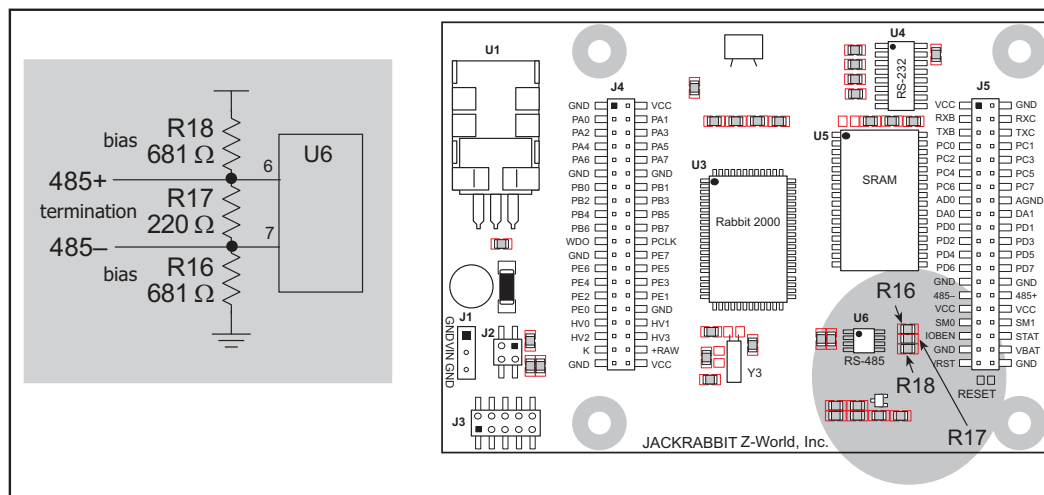 R18
bias
681 Ω
U6
6
485+
R17
termination
220 Ω
7
485–
R16
bias
681 Ω
U1
J4
GND VCC
PA0 PA1
PA2 PA3
PA4 PA5
PA6 PA7
GND GND
PB0 PB1
PB2 PB3
PB4 PB5
PB6 PB7
WDO PCLK
GND PE7
PE6 PE5
PE4 PE3
PE2 PE1
PE0 GND
HV0 HV1
HV2 HV3
K +RAW
GND VCC
J1
GND VIN GND
J2
J3
U3
Rabbit 2000
Y3
U4
RS-232
U5
SRAM
J5
VCC GND
RXB RXC
TXB TXC
PC0 PC1
PC2 PC3
PC4 PC5
PC6 PC7
AD0 AGND
DA0 DA1
PD0 PD1
PD2 PD3
PD4 PD5
PD6 PD7
GND GND
485– 485+
VCC VCC
SM0 SM1
IOBEN STAT
GND VBAT
/RST GND
R16
U6
RS-485
R18
RESET
R17
JACKRABBIT Z-World, Inc.